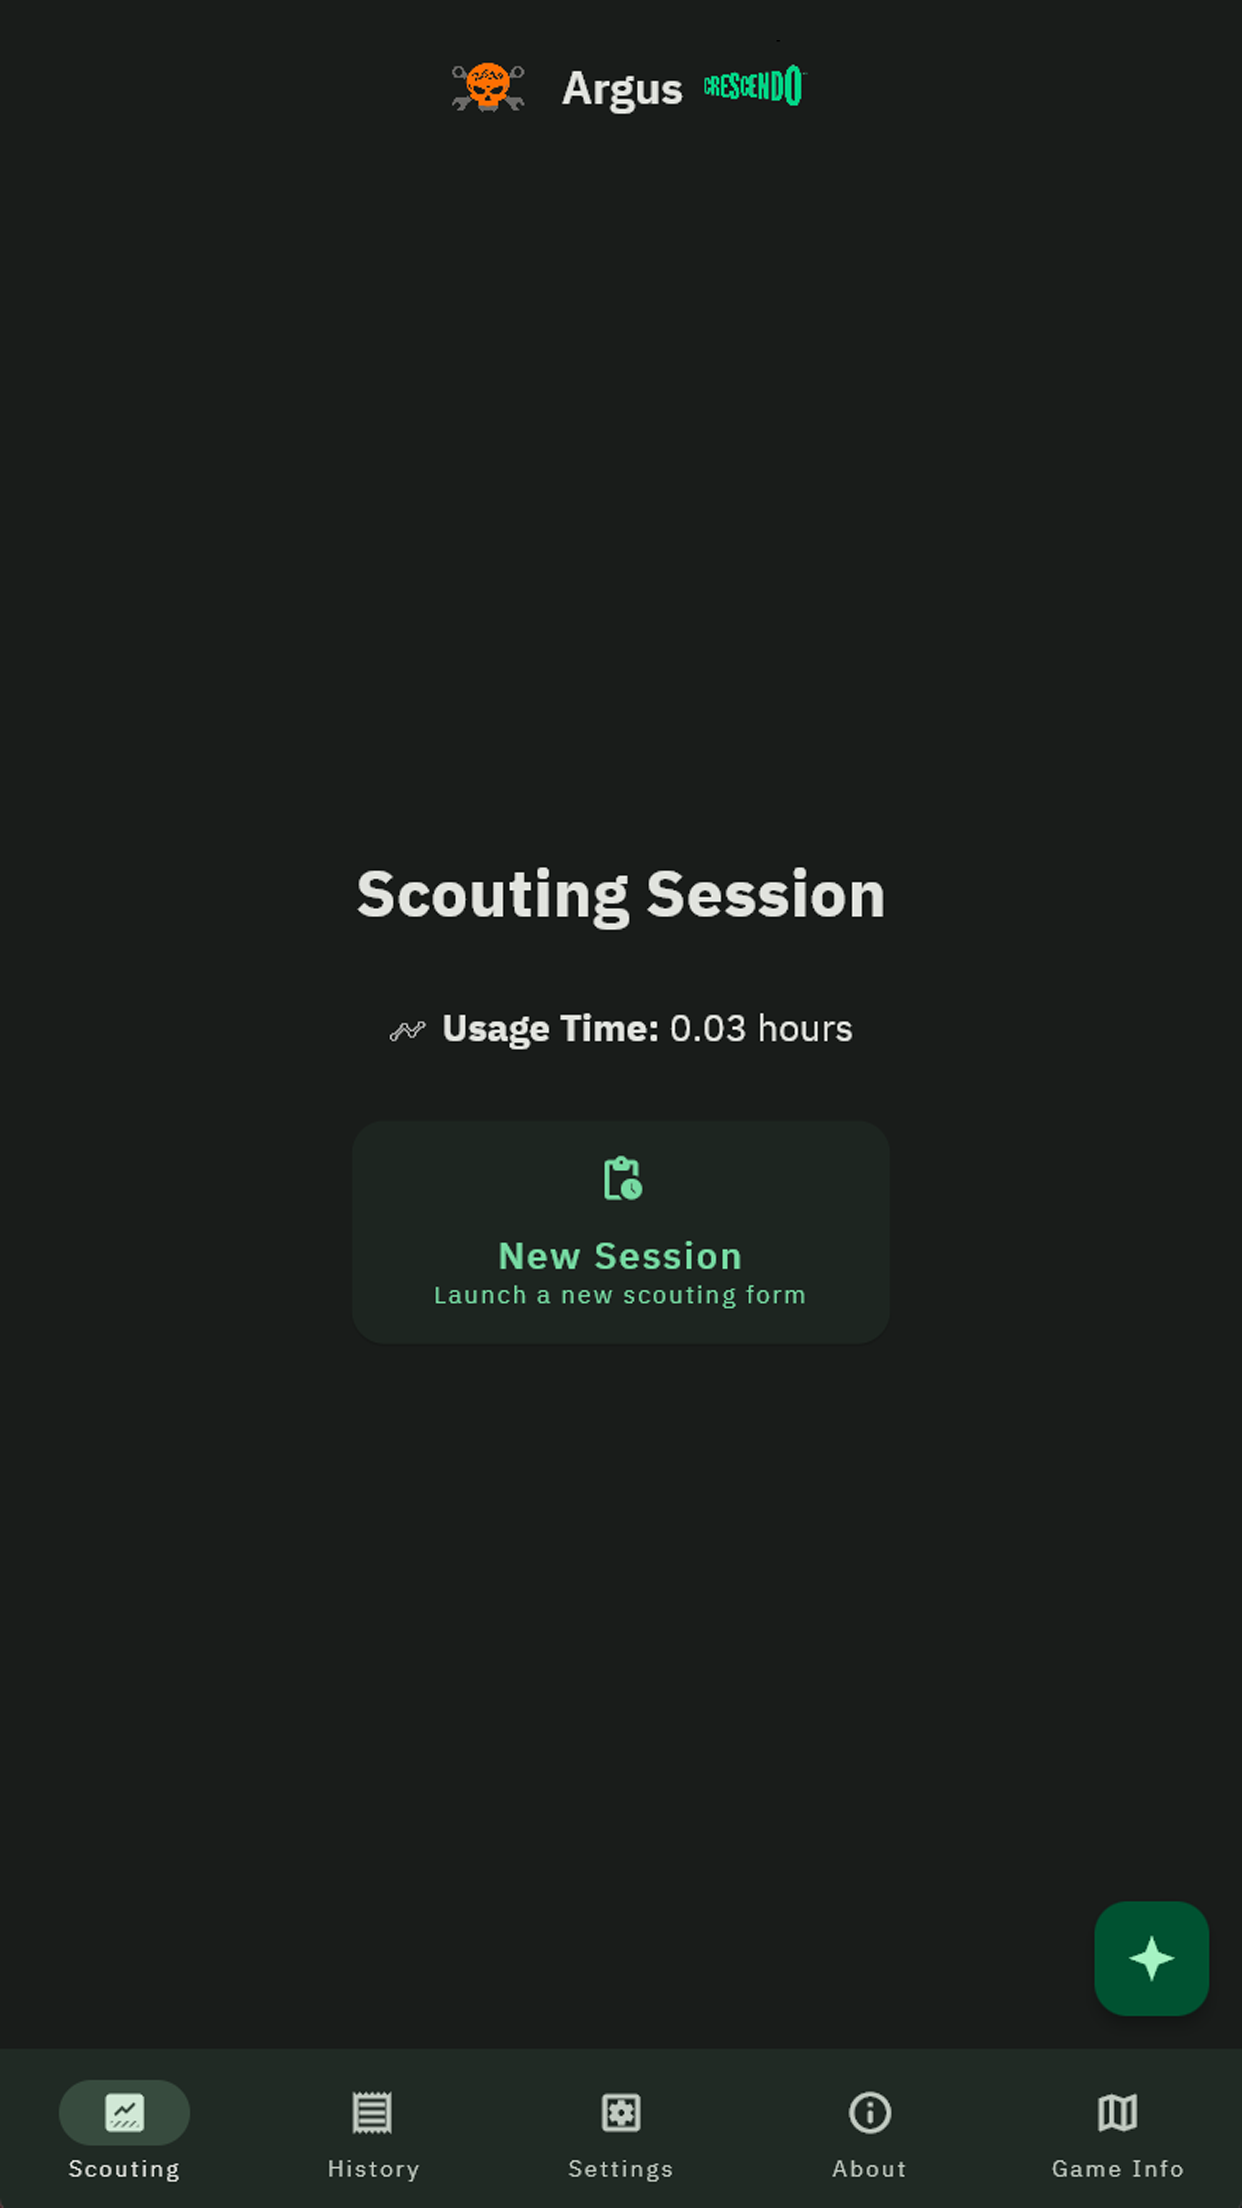 Argus CRESCENDO
Scouting Session
Usage Time: 0.03 hours
New Session
Launch a new scouting form
Scouting History Settings About Game Info